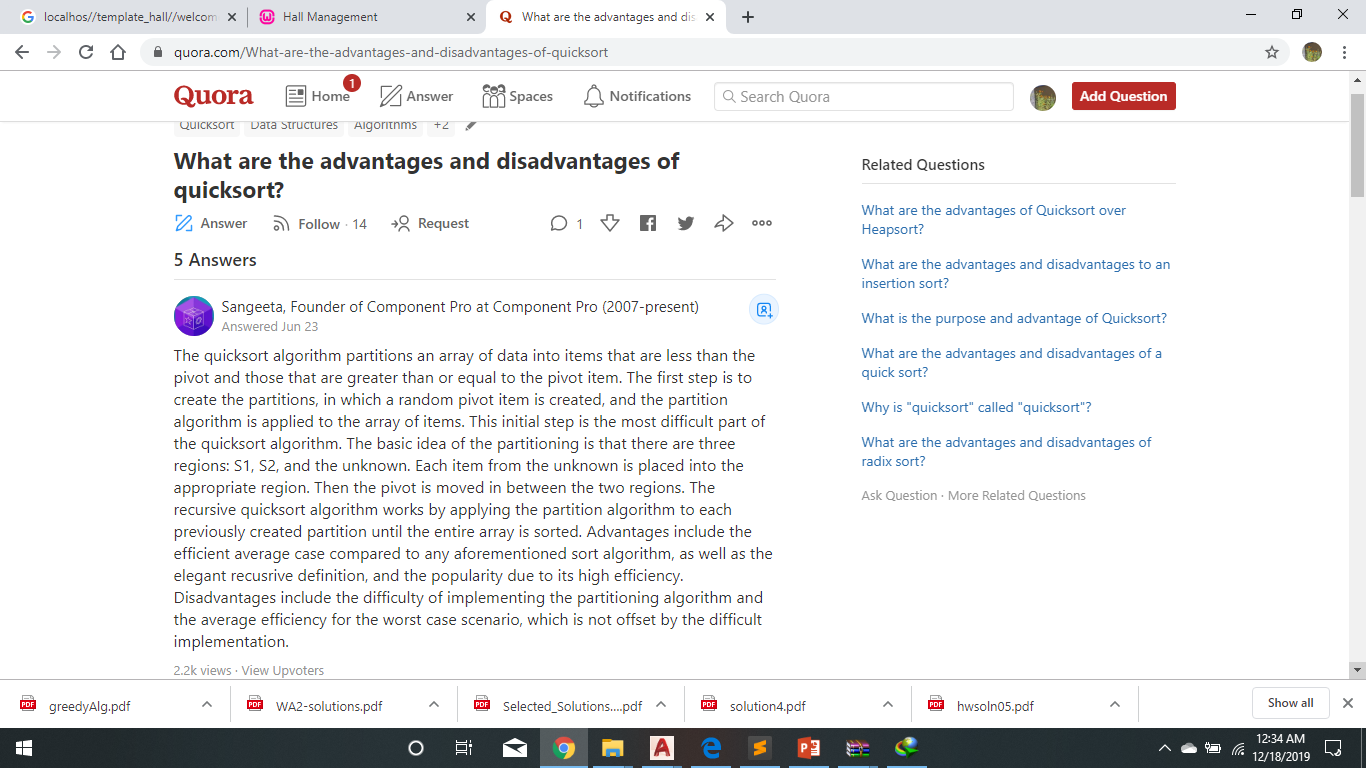 localhos//template_hall//welcom
Hall Management
What are the advantages and dis
quora.com/What-are-the-advantages-and-disadvantages-of-quicksort
Quora
1
Home
Answer
Spaces
Notifications
Search Quora
Add Question
Quicksort
Data Structures
Algorithms
+2
What are the advantages and disadvantages of
quicksort?
Answer
Follow · 14
Request
1
5 Answers
Sangeeta, Founder of Component Pro at Component Pro (2007-present)
Answered Jun 23
The quicksort algorithm partitions an array of data into items that are less than the
pivot and those that are greater than or equal to the pivot item. The first step is to
create the partitions, in which a random pivot item is created, and the partition
algorithm is applied to the array of items. This initial step is the most difficult part of
the quicksort algorithm. The basic idea of the partitioning is that there are three
regions: S1, S2, and the unknown. Each item from the unknown is placed into the
appropriate region. Then the pivot is moved in between the two regions. The
recursive quicksort algorithm works by applying the partition algorithm to each
previously created partition until the entire array is sorted. Advantages include the
efficient average case compared to any aforementioned sort algorithm, as well as the
elegant recusrive definition, and the popularity due to its high efficiency.
Disadvantages include the difficulty of implementing the partitioning algorithm and
the average efficiency for the worst case scenario, which is not offset by the difficult
implementation.
2.2k views · View Upvoters
Related Questions
What are the advantages of Quicksort over
Heapsort?
What are the advantages and disadvantages to an
insertion sort?
What is the purpose and advantage of Quicksort?
What are the advantages and disadvantages of a
quick sort?
Why is "quicksort" called "quicksort"?
What are the advantages and disadvantages of
radix sort?
Ask Question · More Related Questions
greedyAlg.pdf
WA2-solutions.pdf
Selected_Solutions....pdf
solution4.pdf
hwsoln05.pdf
Show all
12:34 AM
12/18/2019